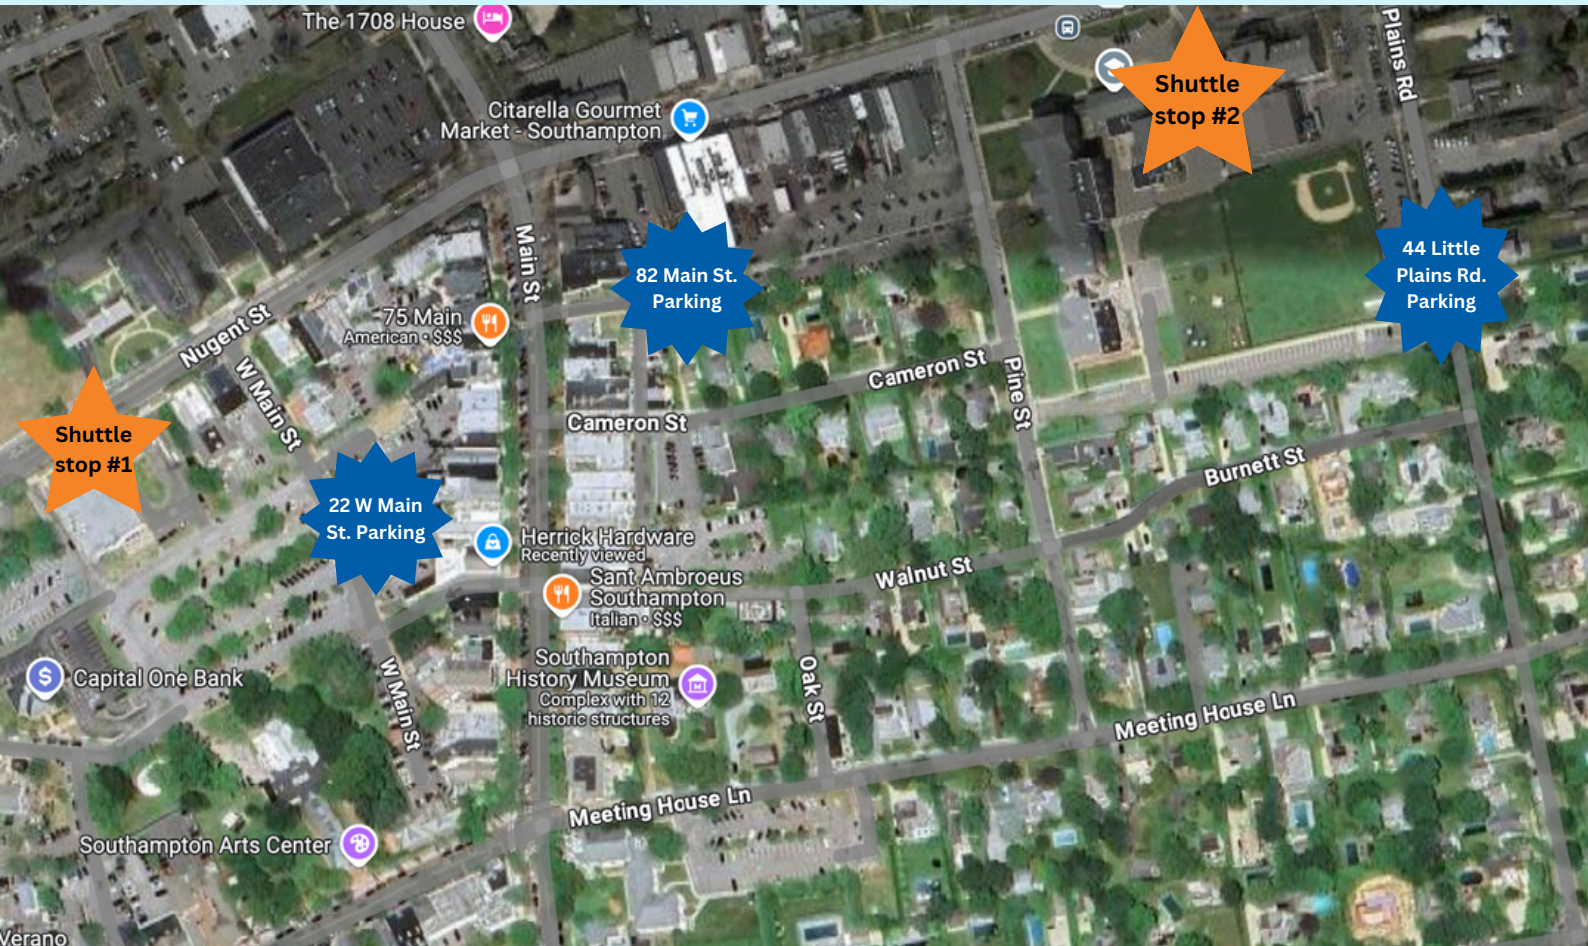 The 1708 House
Plains Rd
Shuttle
stop #2
Citarella Gourmet
Market - Southampton
Main St
82 Main St.
Parking
44 Little
Plains Rd.
Parking
75 Main
American • $$$
Nugent St
W Main St
Cameron St
Pine St
Cameron St
Shuttle
stop #1
Burnett St
22 W Main
St. Parking
Herrick Hardware
Recently viewed
Sant Ambroeus
Southampton
Italian • $$$
Walnut St
Southampton
History Museum
Complex with 12
historic structures
Oak St
Capital One Bank
W Main St
Meeting House Ln
Meeting House Ln
Southampton Arts Center
Verano